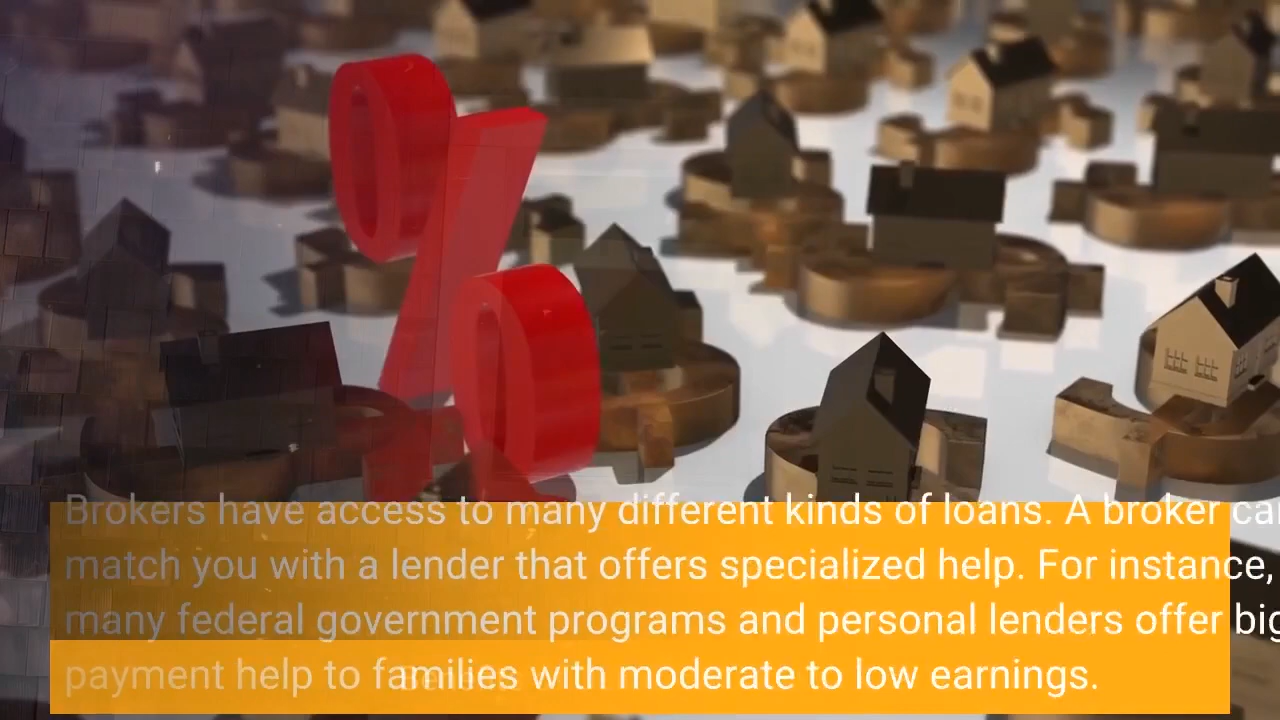 Brokers have access to many different kinds of loans. A broker ca
match you with a lender that offers specialized help. For instance,
many federal government programs and personal lenders offer big
payment help to families with moderate to low earnings.